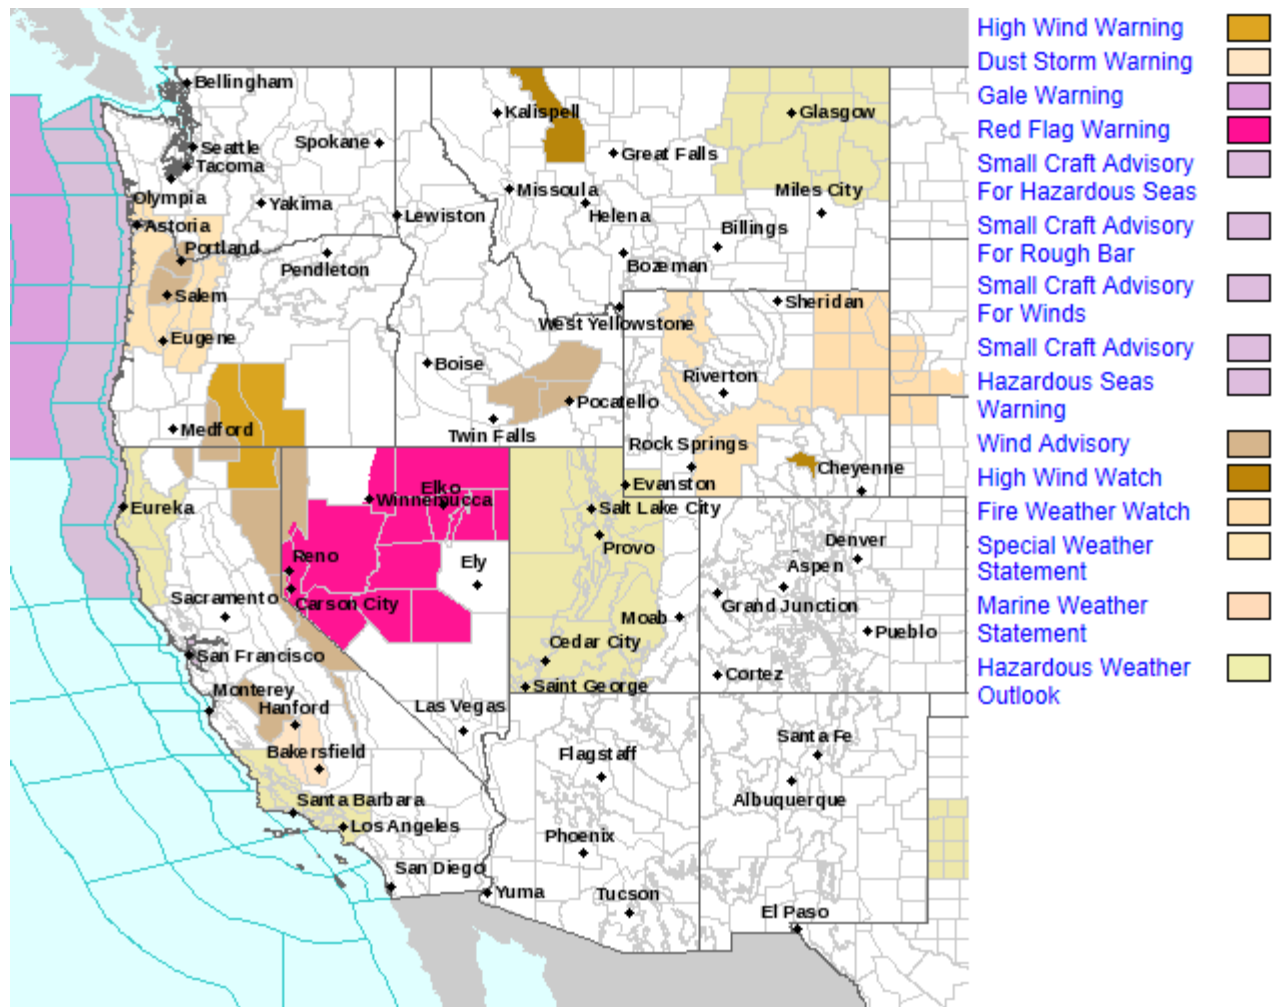 High Wind Warning
Dust Storm Warning
Gale Warning
Red Flag Warning
Small Craft Advisory
For Hazardous Seas
Small Craft Advisory
For Rough Bar
Small Craft Advisory
For Winds
Small Craft Advisory
Hazardous Seas
Warning
Wind Advisory
High Wind Watch
Fire Weather Watch
Special Weather
Statement
Marine Weather
Statement
Hazardous Weather
Outlook
Bellingham
Kalispell
Glasgow
Seattle
Spokane
Great Falls
Tacoma
Missoula
Miles City
Olympia
Yakima
Lewiston
Helena
Astoria
Billings
Portland
Pendleton
Bozeman
Salem
Sheridan
West Yellowstone
Eugene
Boise
Riverton
Pocatello
Medford
Twin Falls
Rock Springs
Cheyenne
Elko
Evanston
Winnemucca
Eureka
Salt Lake City
Provo
Denver
Reno
Ely
Aspen
Sacramento
Carson City
Grand Junction
Moab
Pueblo
Cedar City
San Francisco
Cortez
Saint George
Monterey
Hanford
Las Vegas
Santa Fe
Bakersfield
Flagstaff
Albuquerque
Santa Barbara
Los Angeles
Phoenix
San Diego
Yuma
Tucson
El Paso